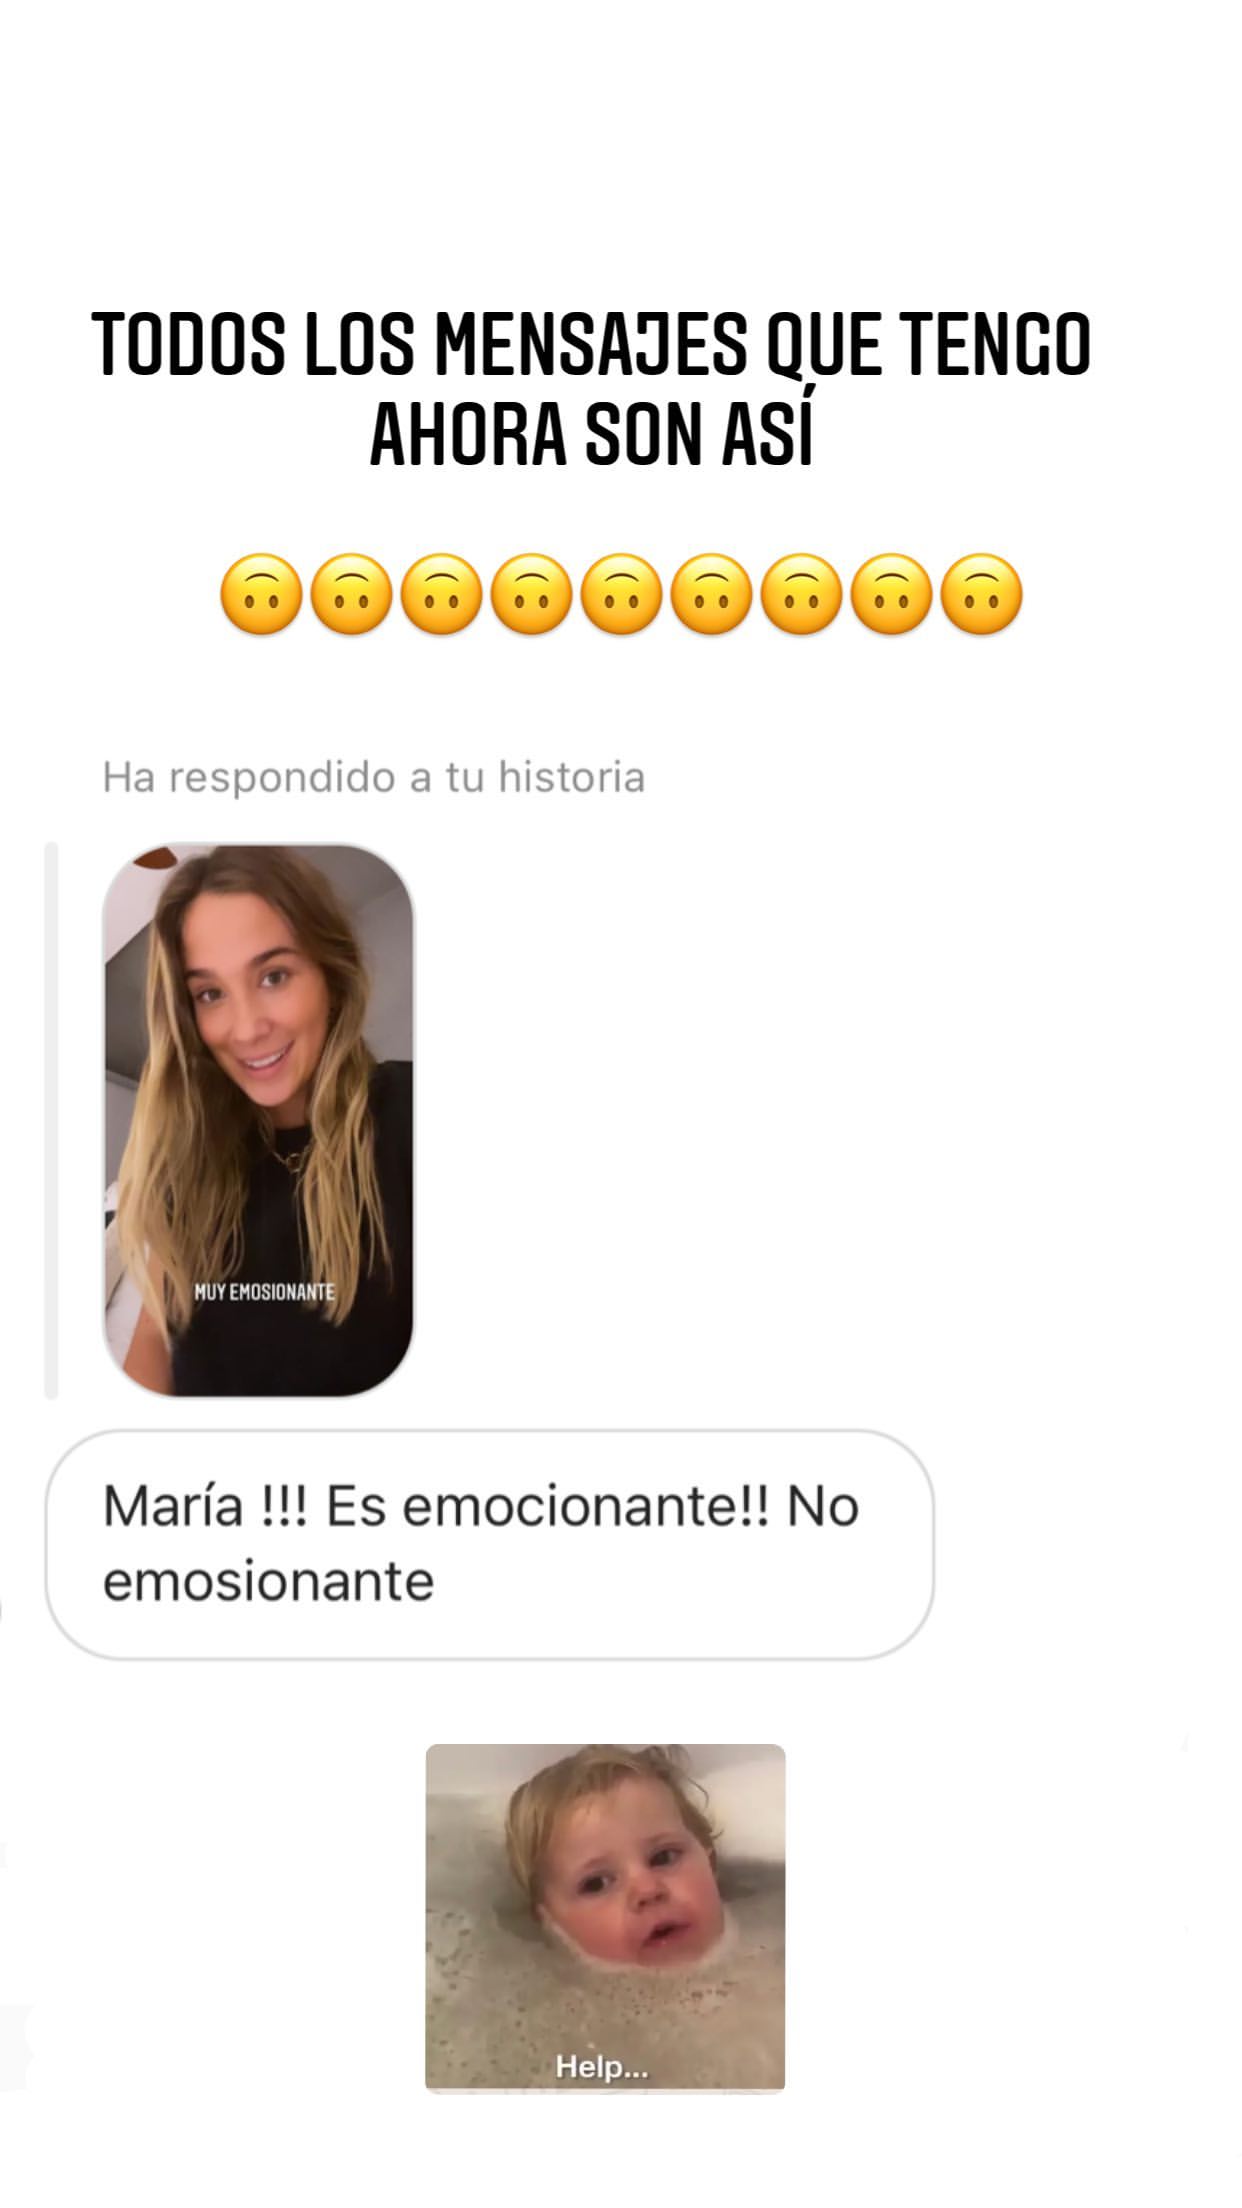 TODOS LOS MENSAJES QUE TENGO
AHORA SON ASÍ
🙃🙃🙃🙃🙃🙃🙃🙃🙃
Ha respondido a tu historia
MUY EMOSIONANTE
María !!! Es emocionante!! No
emosionante
Help...